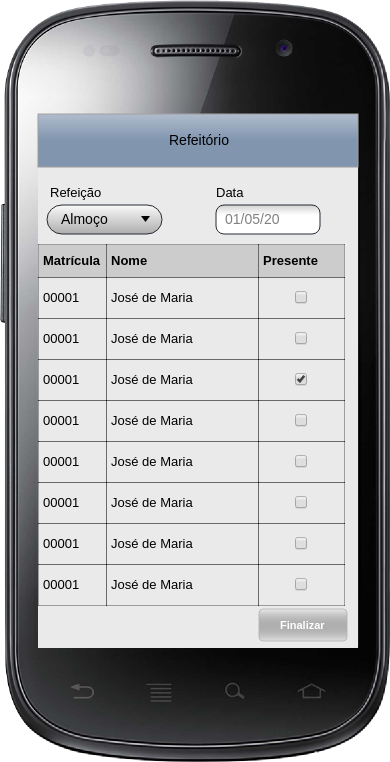 Refeitório
Refeição Data
Almoço 01/05/20
Matrícula Nome Presente
00001 José de Maria
00001 José de Maria
00001 José de Maria
00001 José de Maria
00001 José de Maria
00001 José de Maria
00001 José de Maria
00001 José de Maria
Finalizar